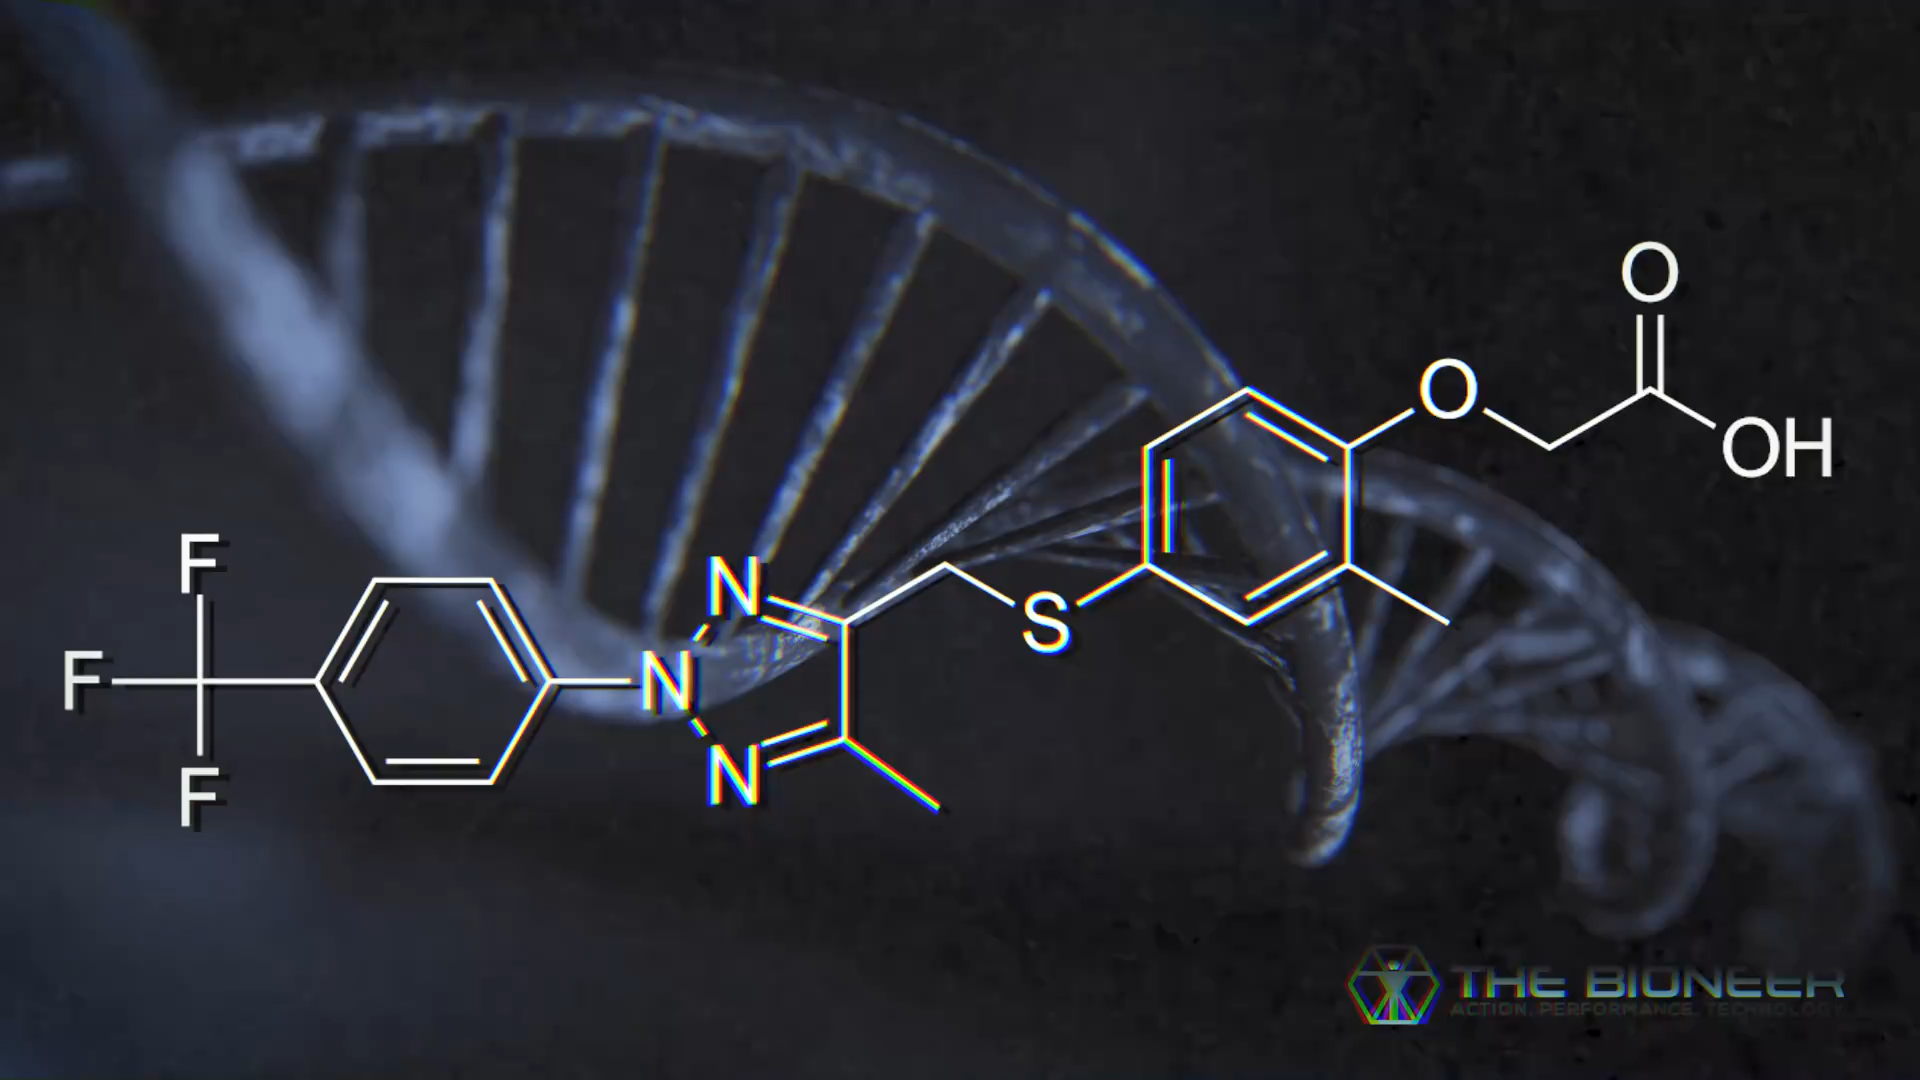 O
O
OH
F
N
S
F
N
F
N
THE BIONEER
ACTION. PERFORMANCE. TECHNOLOGY.